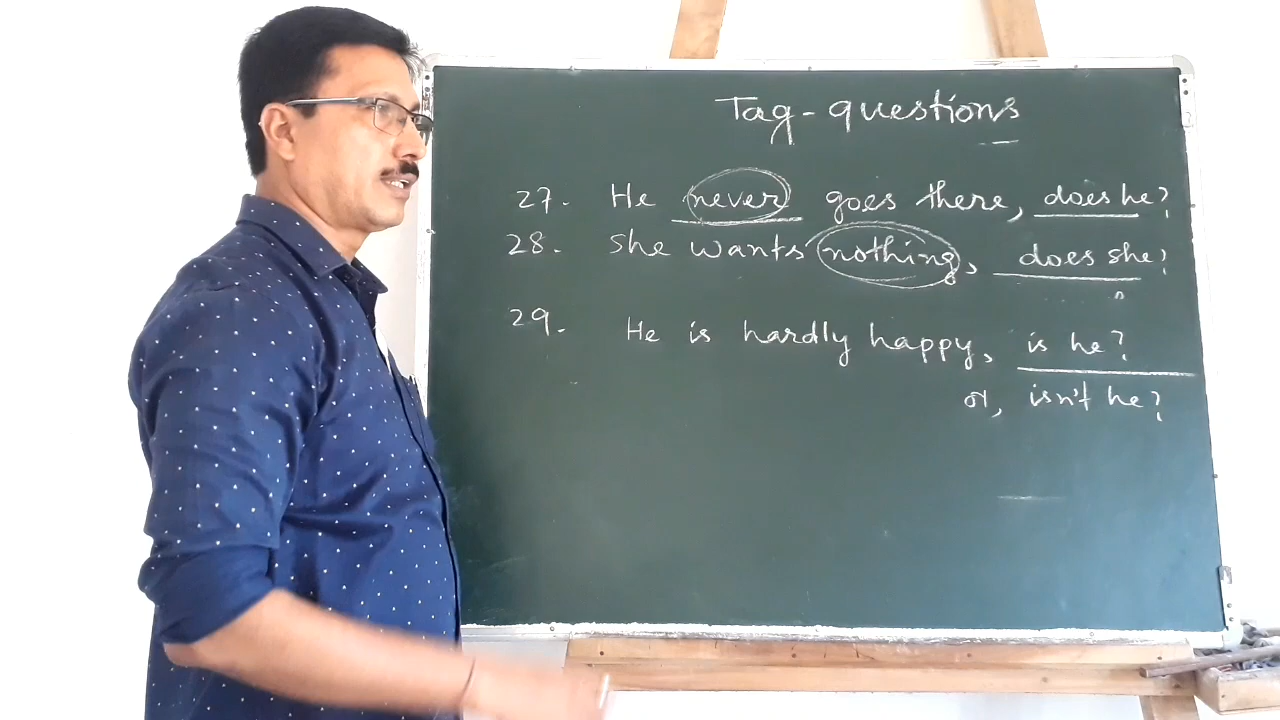 Tag-questions
27. He never goes there, does he?
28. She wants nothing, does she?
29. He is hardly happy, is he?
or, isn't he?